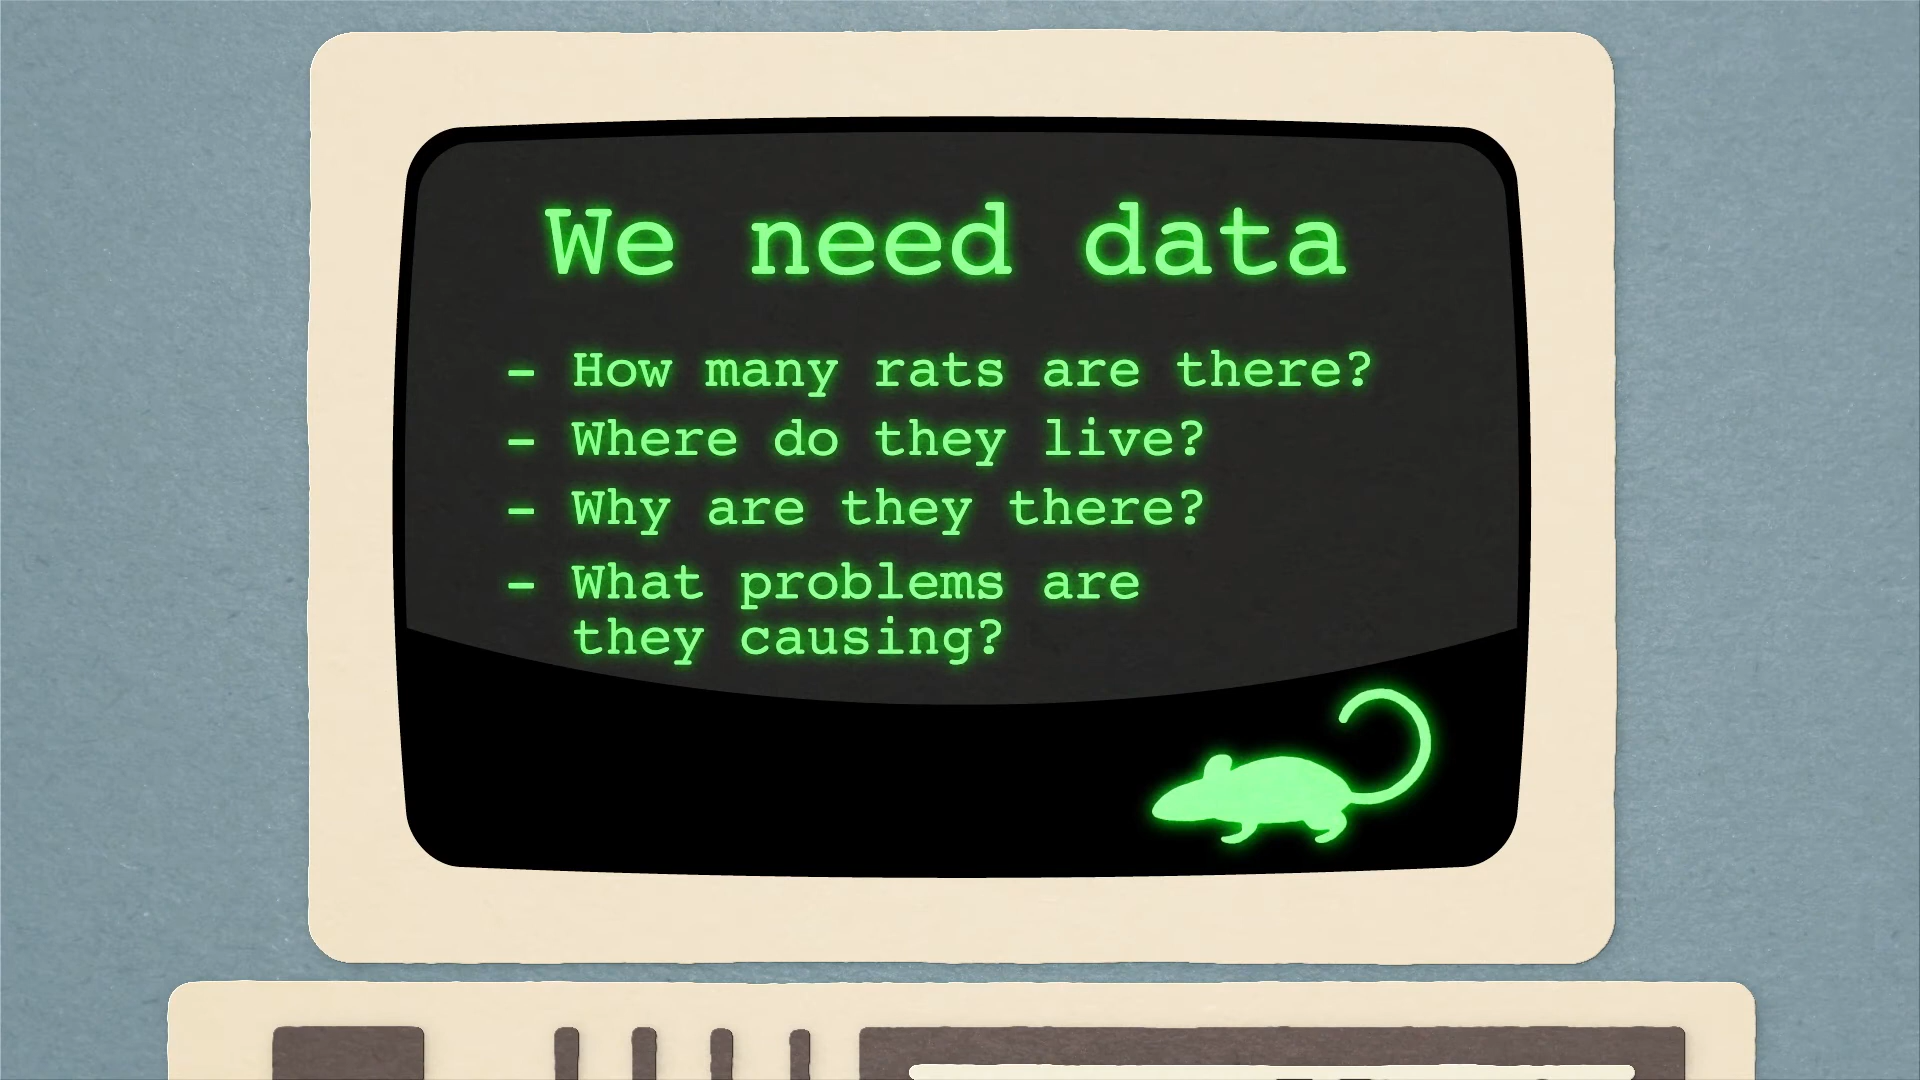 We need data
- How many rats are there?
- Where do they live?
- Why are they there?
- What problems are
they causing?